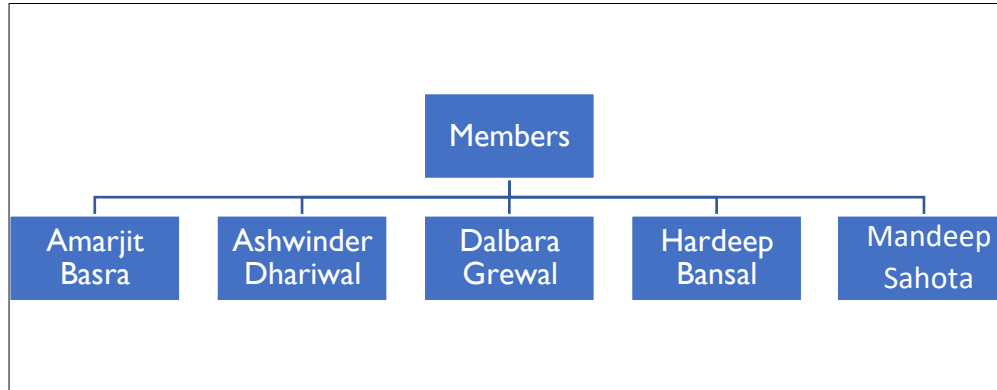 Members
Amarjit
Basra
Ashwinder
Dhariwal
Dalbara
Grewal
Hardeep
Bansal
Mandeep
Sahota